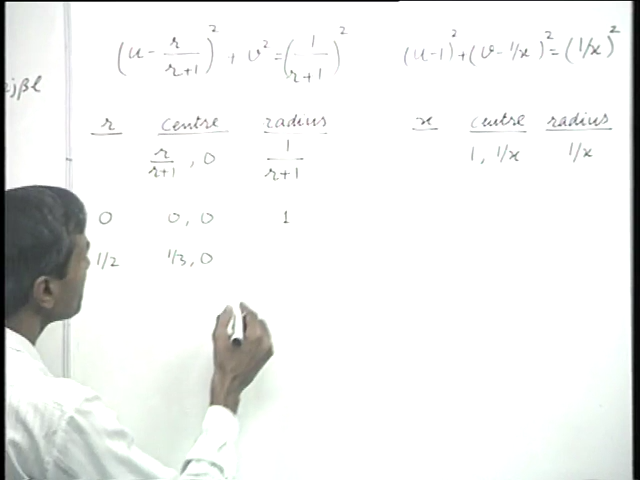 (u - r/(r+1))² + v² = (1/(r+1))²
(u-1)² + (v - 1/x)² = (1/x)²
2jβl
r centre radius
r/(r+1), 0 1/(r+1)
0 0, 0 1
1/2 1/3, 0
x centre radius
1, 1/x 1/x